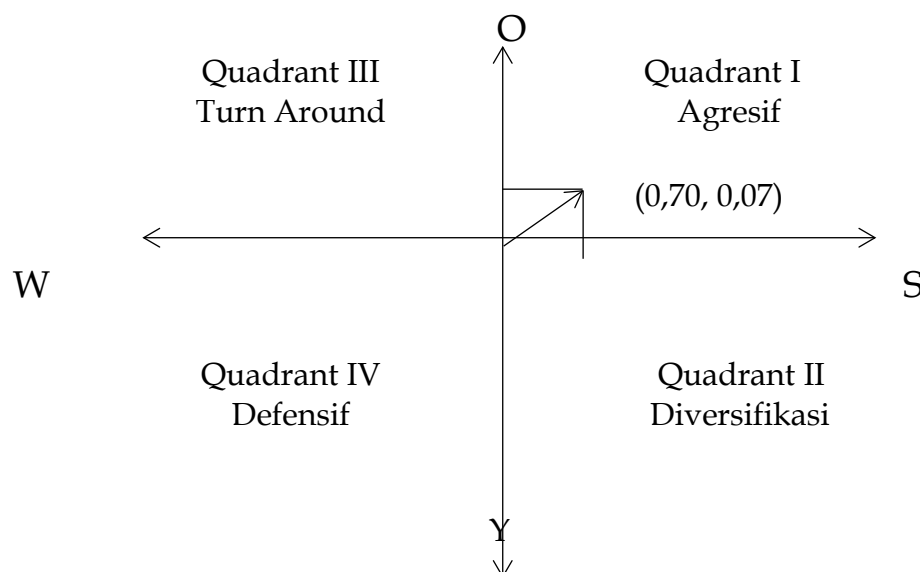 O
Quadrant III
Turn Around
Quadrant I
Agresif
(0,70, 0,07)
W
S
Quadrant IV
Defensif
Quadrant II
Diversifikasi
Y